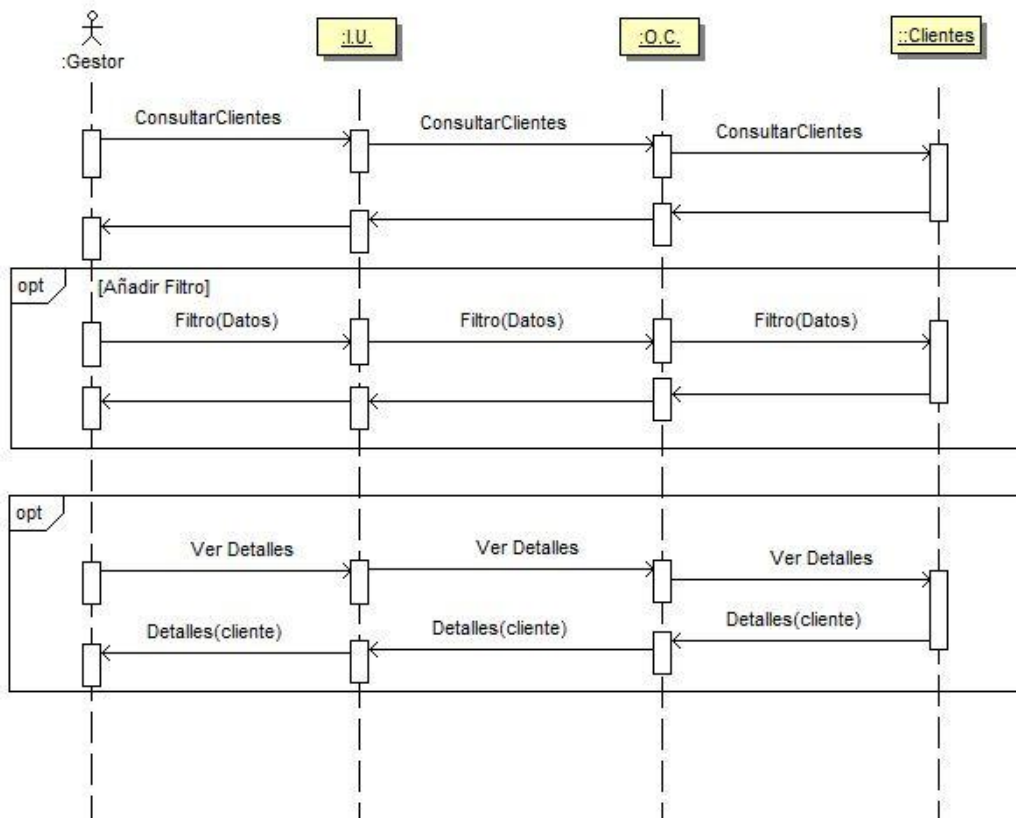 :Gestor
:I.U.
:O.C.
::Clientes
ConsultarClientes
ConsultarClientes
ConsultarClientes
opt
[Añadir Filtro]
Filtro(Datos)
Filtro(Datos)
Filtro(Datos)
opt
Ver Detalles
Ver Detalles
Ver Detalles
Detalles(cliente)
Detalles(cliente)
Detalles(cliente)